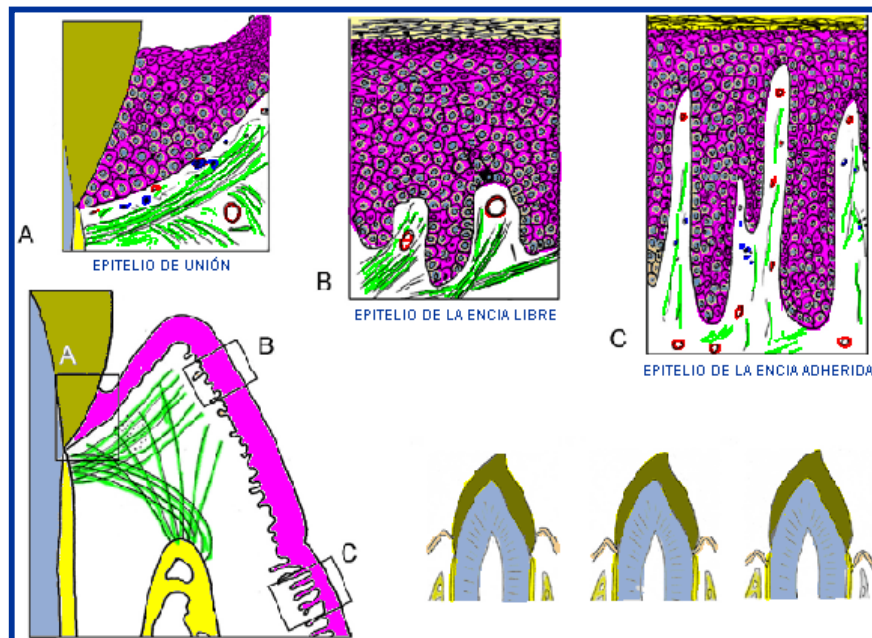 A
EPITELIO DE UNIÓN
B
EPITELIO DE LA ENCIA LIBRE
C
EPITELIO DE LA ENCIA ADHERIDA
A
B
C